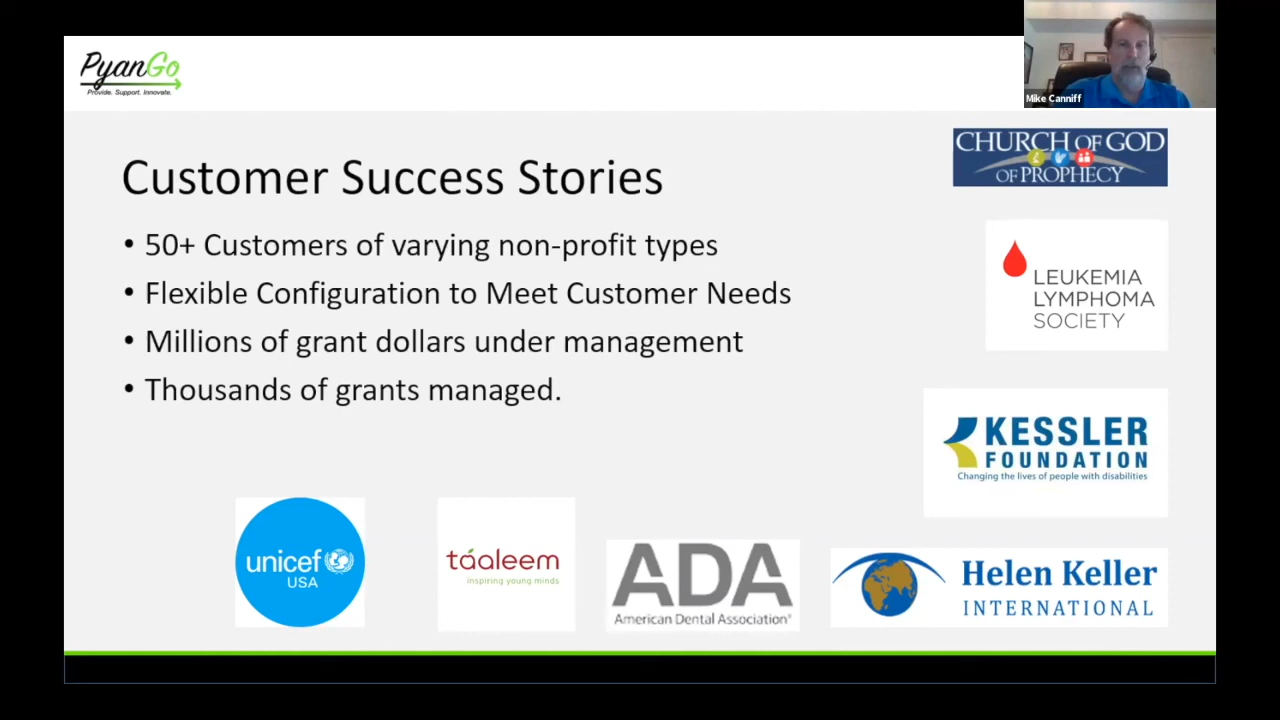 PyanGo
Provide. Support. Innovate.
Mike Canniff
CHURCH OF GOD
OF PROPHECY
Customer Success Stories
• 50+ Customers of varying non-profit types
• Flexible Configuration to Meet Customer Needs
• Millions of grant dollars under management
• Thousands of grants managed.
LEUKEMIA
LYMPHOMA
SOCIETY
KESSLER
FOUNDATION
Changing the lives of people with disabilities
unicef
USA
táaleem
inspiring young minds
ADA
American Dental Association®
Helen Keller
INTERNATIONAL